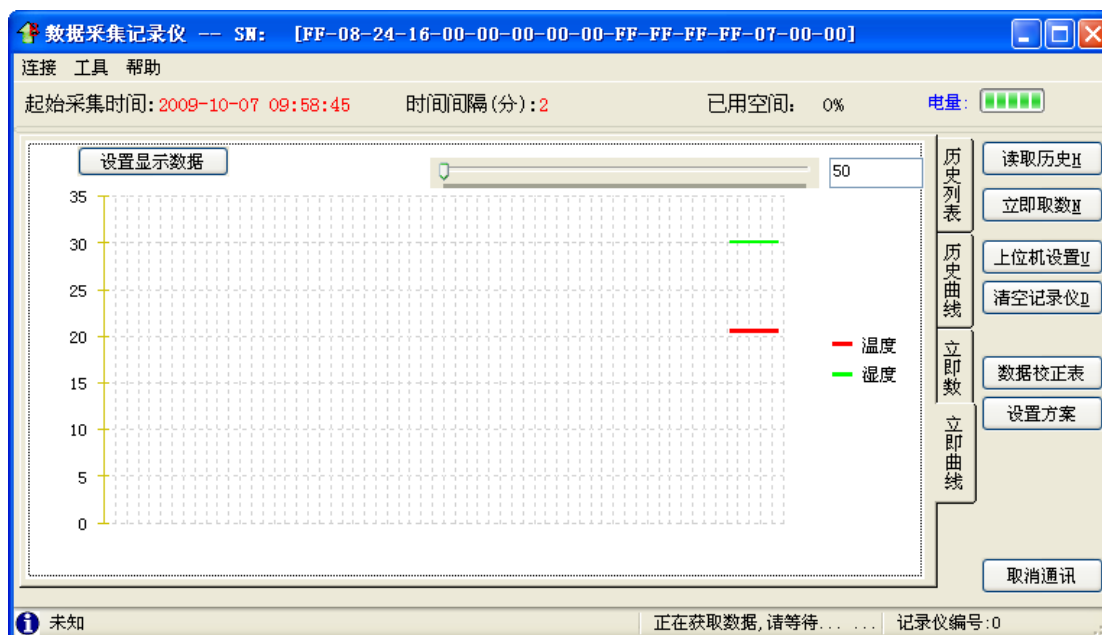 数据采集记录仪 -- SN: [FF-08-24-16-00-00-00-00-00-FF-FF-FF-FF-07-00-00]
连接 工具 帮助
起始采集时间:2009-10-07 09:58:45 时间间隔(分):2 已用空间: 0% 电量:
设置显示数据
50
35
30
25
20
15
10
5
0
温度
湿度
历史列表
历史曲线
立即数
立即曲线
读取历史H
立即取数N
上位机设置U
清空记录仪D
数据校正表
设置方案
取消通讯
未知
正在获取数据,请等待... ...
记录仪编号:0